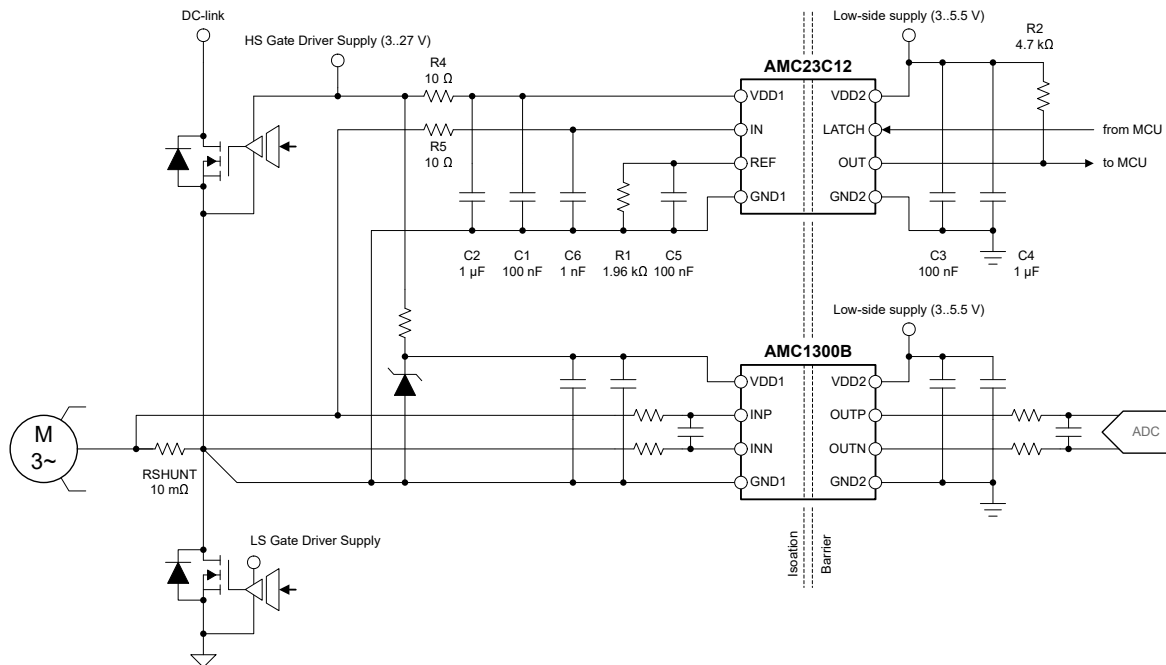 DC-link
HS Gate Driver Supply (3..27 V)
Low-side supply (3..5.5 V)
R2
4.7 kΩ
R4
10 Ω
AMC23C12
VDD1
VDD2
IN
LATCH
from MCU
R5
10 Ω
REF
OUT
to MCU
GND1
GND2
C2
1 µF
C1
100 nF
C6
1 nF
R1
1.96 kΩ
C5
100 nF
C3
100 nF
C4
1 µF
Low-side supply (3..5.5 V)
AMC1300B
VDD1
VDD2
INP
OUTP
M
3~
ADC
INN
OUTN
RSHUNT
10 mΩ
GND1
GND2
LS Gate Driver Supply
Isoation
Barrier